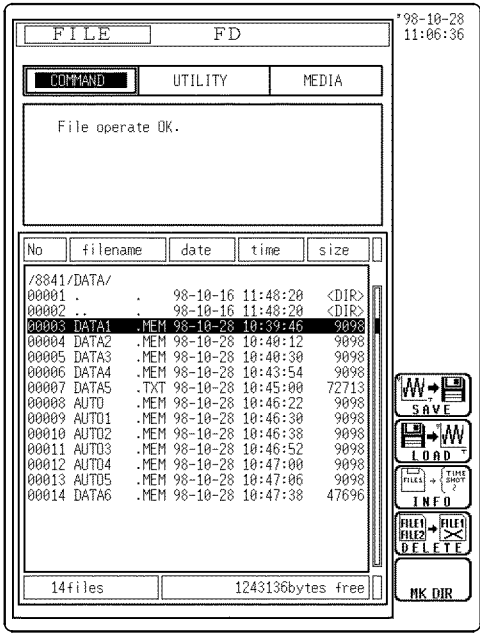 '98-10-28
11:06:36
FILE FD
COMMAND UTILITY MEDIA
File operate OK.
No filename date time size
/8841/DATA/
00001 . . 98-10-16 11:48:20 <DIR>
00002 .. . 98-10-16 11:48:20 <DIR>
00003 DATA1 .MEM 98-10-28 10:39:46 9098
00004 DATA2 .MEM 98-10-28 10:40:12 9098
00005 DATA3 .MEM 98-10-28 10:40:30 9098
00006 DATA4 .MEM 98-10-28 10:43:54 9098
00007 DATA5 .TXT 98-10-28 10:45:00 72713
00008 AUTO .MEM 98-10-28 10:46:22 9098
00009 AUTO1 .MEM 98-10-28 10:46:30 9098
00010 AUTO2 .MEM 98-10-28 10:46:38 9098
00011 AUTO3 .MEM 98-10-28 10:46:52 9098
00012 AUTO4 .MEM 98-10-28 10:47:00 9098
00013 AUTO5 .MEM 98-10-28 10:47:06 9098
00014 DATA6 .MEM 98-10-28 10:47:38 47696
14files 1243136bytes free
SAVE
LOAD
FILE1 TIME
SHOT
2
INFO
FILE1 FILE1
FILE2
DELETE
MK DIR